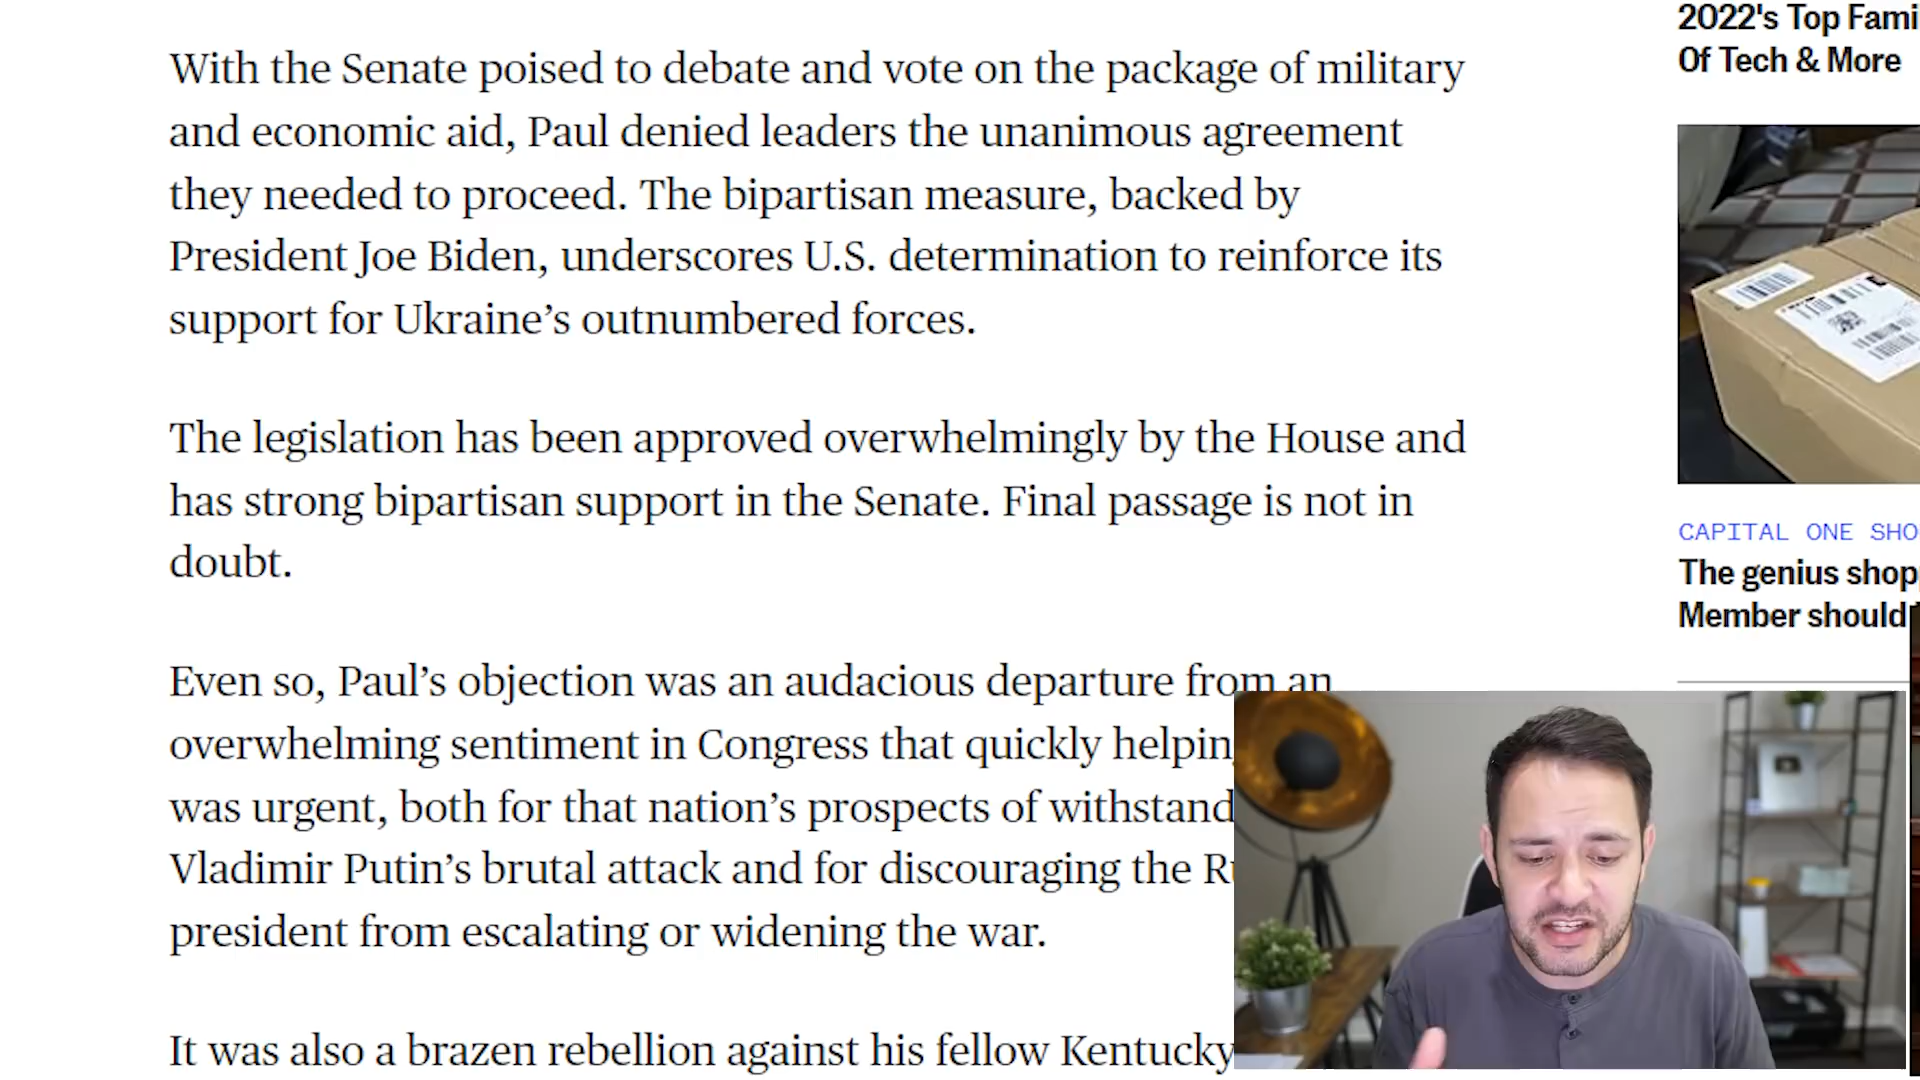 With the Senate poised to debate and vote on the package of military
and economic aid, Paul denied leaders the unanimous agreement
they needed to proceed. The bipartisan measure, backed by
President Joe Biden, underscores U.S. determination to reinforce its
support for Ukraine’s outnumbered forces.
The legislation has been approved overwhelmingly by the House and
has strong bipartisan support in the Senate. Final passage is not in
doubt.
Even so, Paul’s objection was an audacious departure from an
overwhelming sentiment in Congress that quickly helping
was urgent, both for that nation’s prospects of withstand
Vladimir Putin’s brutal attack and for discouraging the
president from escalating or widening the war.
It was also a brazen rebellion against his fellow Kentucky
2022's Top Fami
Of Tech & More
CAPITAL ONE SHO
The genius shop
Member should